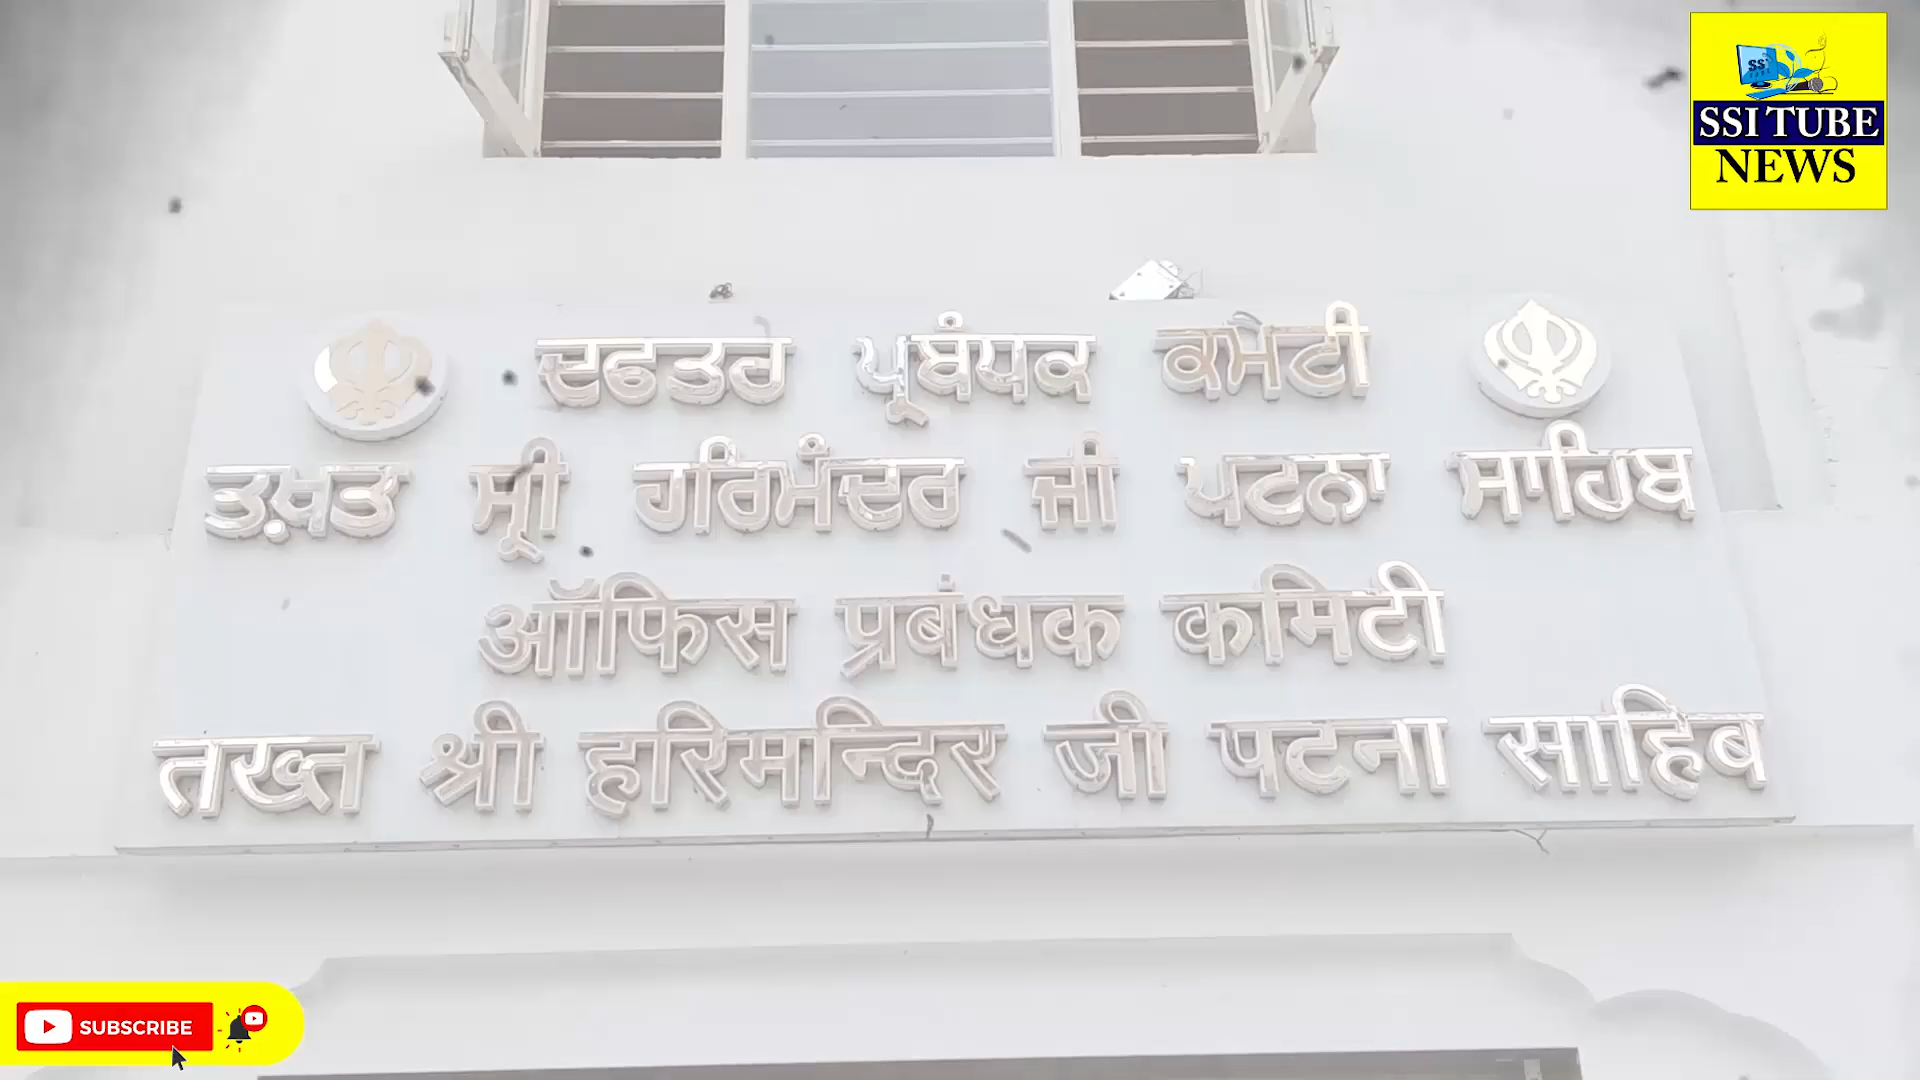 SSI TUBE
NEWS
ਦਫਤਰ ਪ੍ਰਬੰਧਕ ਕਮੇਟੀ
ਤਖ਼ਤ ਸ੍ਰੀ ਹਰਿਮੰਦਰ ਜੀ ਪਟਨਾ ਸਾਹਿਬ
ऑफिस प्रबंधक कमिटी
तख्त श्री हरिमन्दिर जी पटना साहिब
SUBSCRIBE